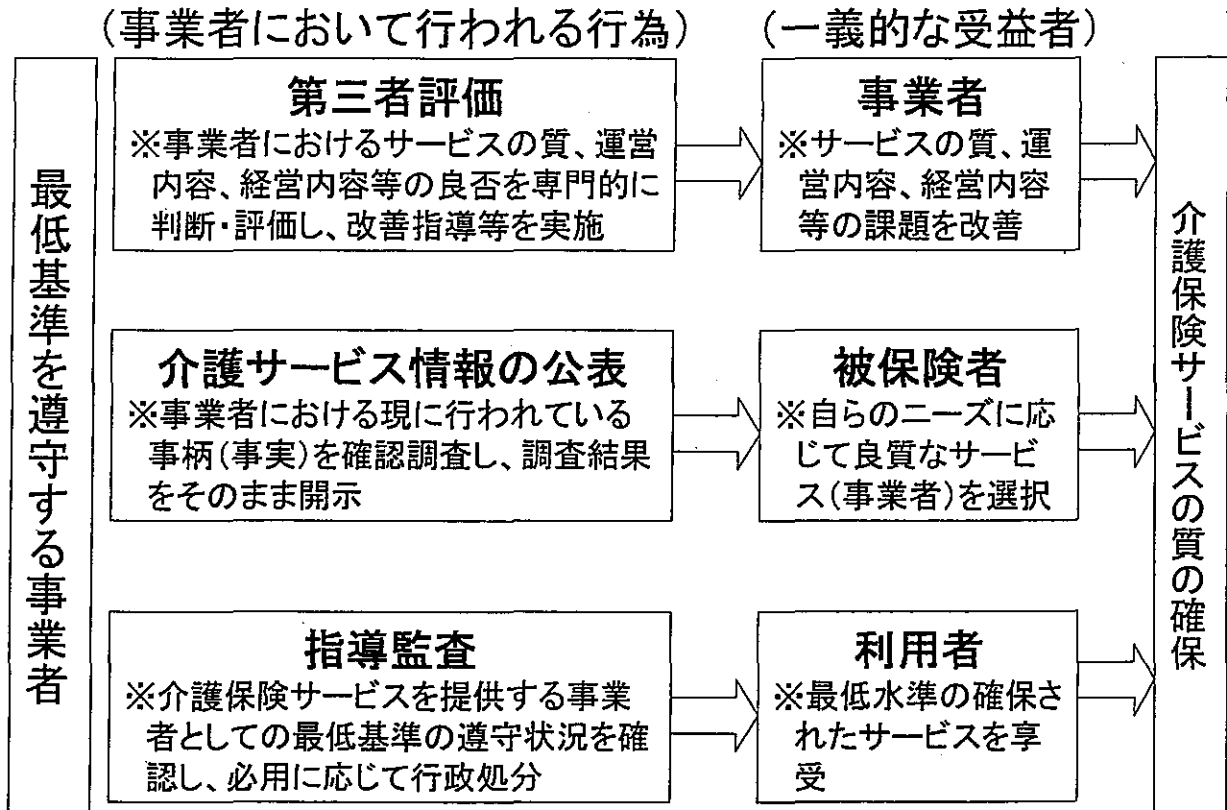 (事業者において行われる行為)
(一義的な受益者)
最低基準を遵守する事業者
第三者評価
※事業者におけるサービスの質、運営
内容、経営内容等の良否を専門的に
判断・評価し、改善指導等を実施
事業者
※サービスの質、運
営内容、経営内容
等の課題を改善
介護サービス情報の公表
※事業者における現に行われている
事柄(事実)を確認調査し、調査結果
をそのまま開示
被保険者
※自らのニーズに応
じて良質なサービ
ス(事業者)を選択
指導監査
※介護保険サービスを提供する事業
者としての最低基準の遵守状況を確
認し、必用に応じて行政処分
利用者
※最低水準の確保さ
れたサービスを享
受
介護保険サービスの質の確保